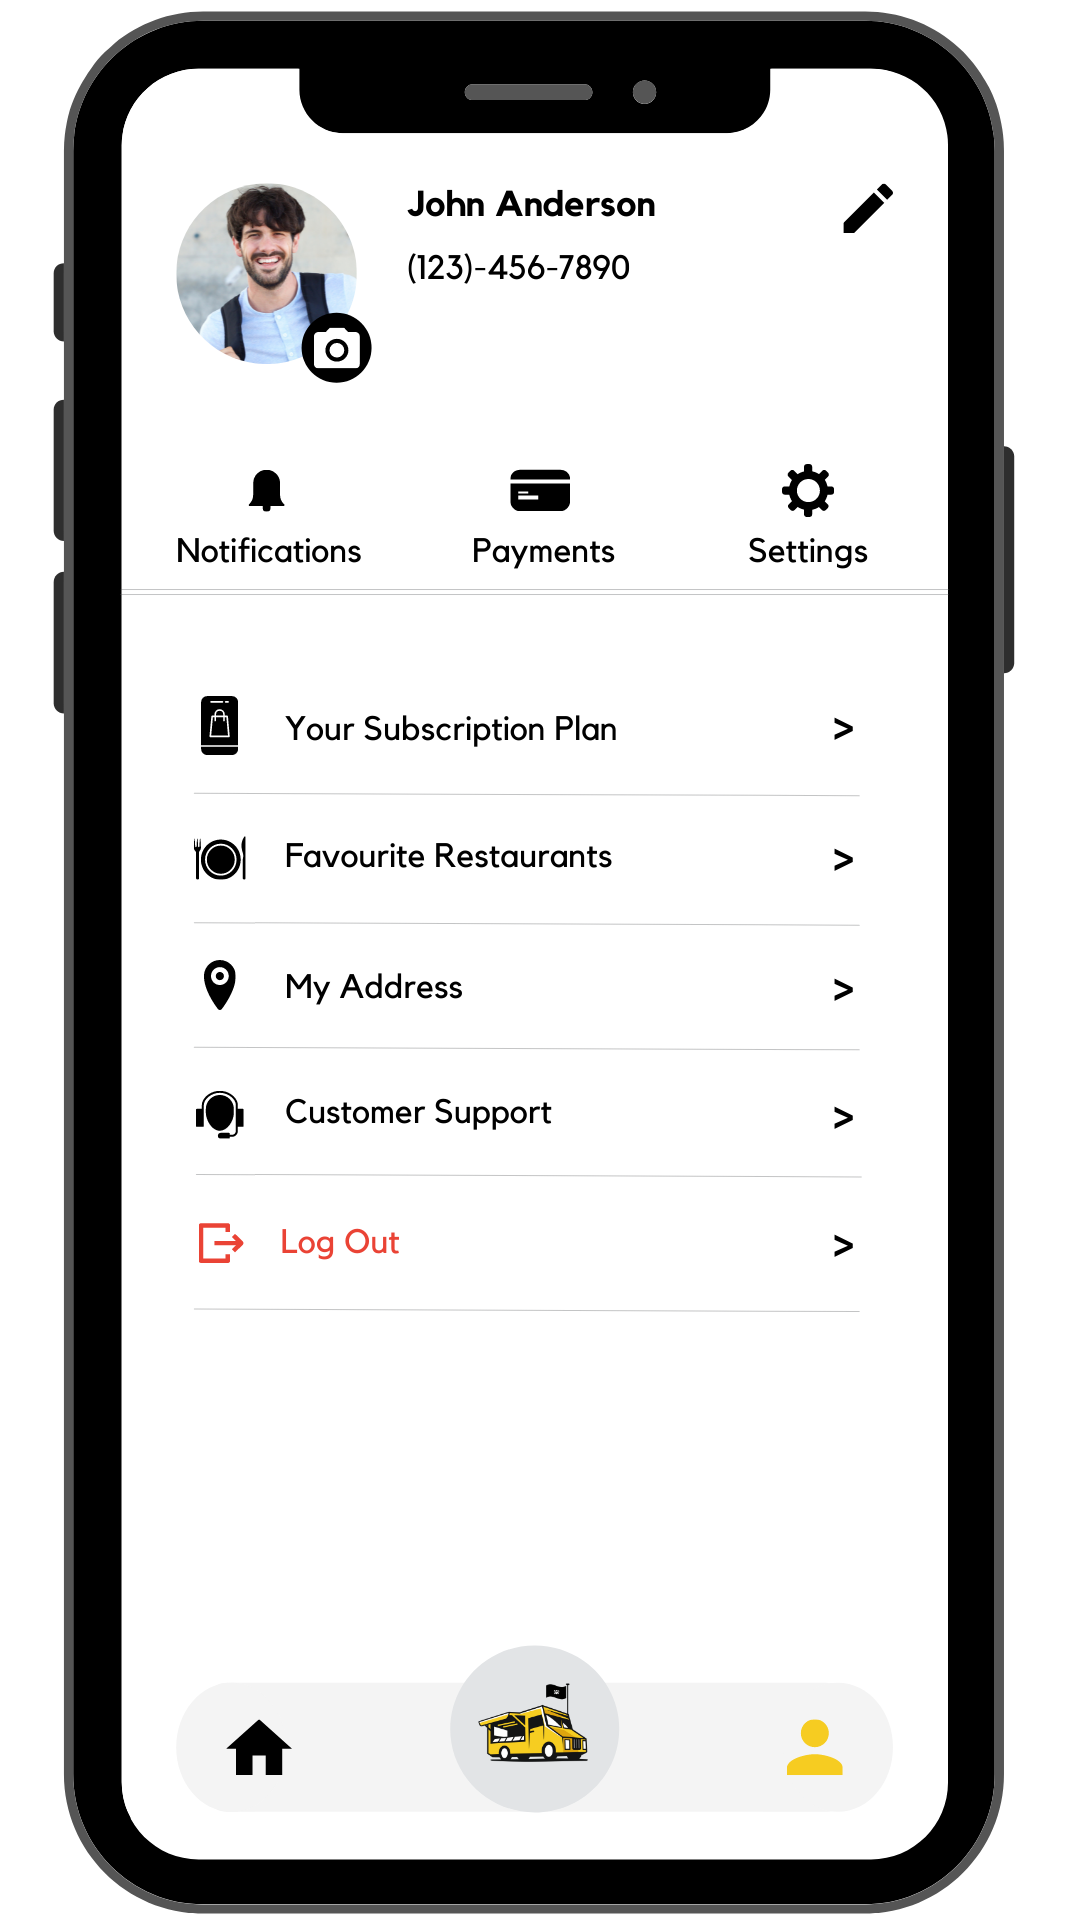 John Anderson
(123)-456-7890
Notifications Payments Settings
Your Subscription Plan >
Favourite Restaurants >
My Address >
Customer Support >
Log Out >